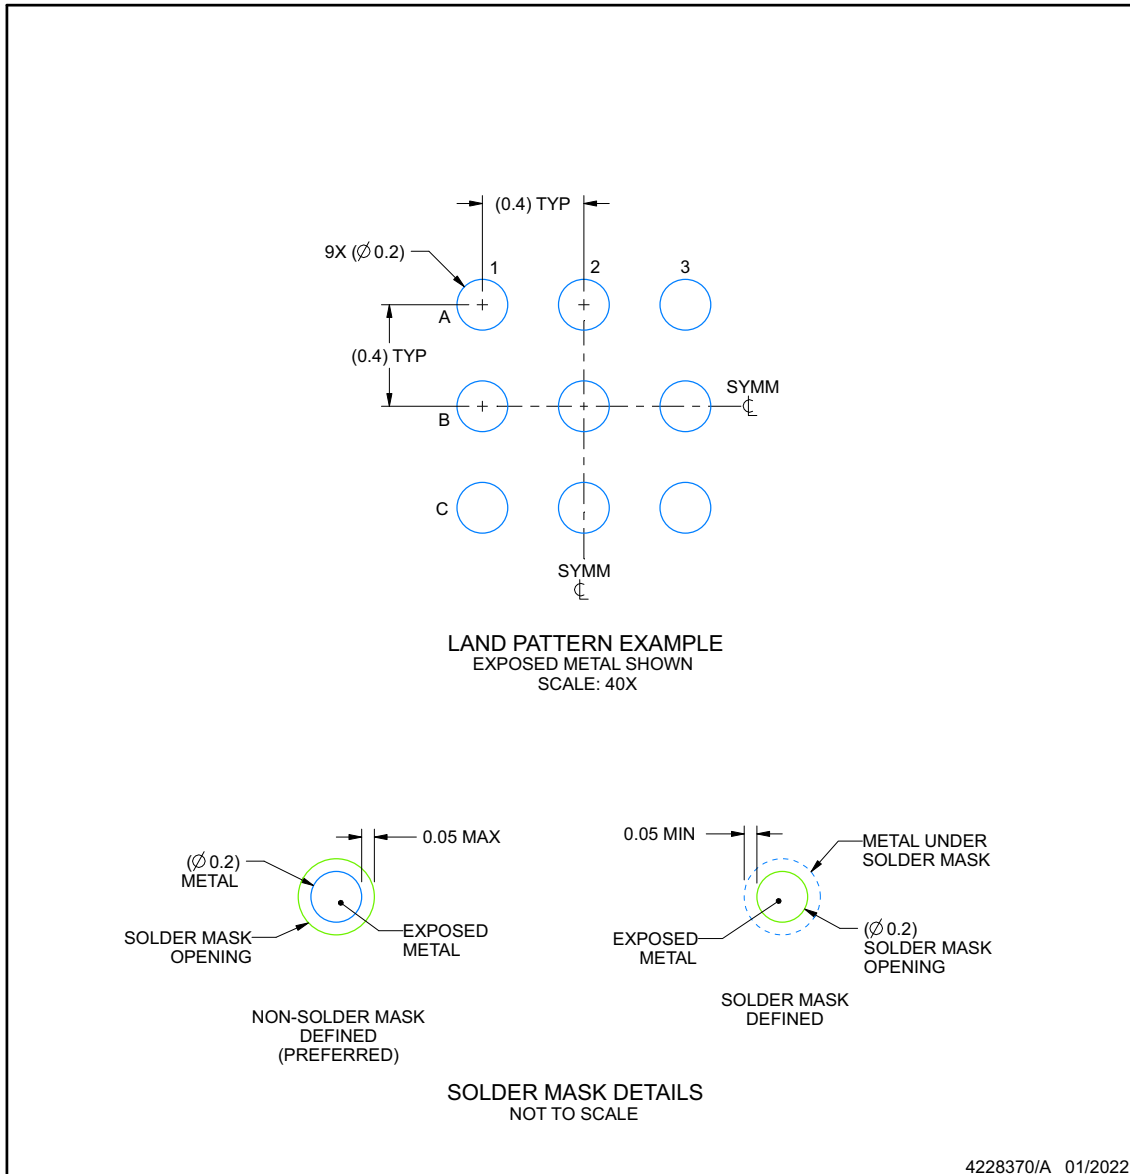 (0.4) TYP
9X (∅ 0.2)
1
2
3
A
(0.4) TYP
SYMM
℄
B
C
SYMM
℄
LAND PATTERN EXAMPLE
EXPOSED METAL SHOWN
SCALE: 40X
0.05 MAX
(∅ 0.2)
METAL
SOLDER MASK
OPENING
EXPOSED
METAL
NON-SOLDER MASK
DEFINED
(PREFERRED)
0.05 MIN
METAL UNDER
SOLDER MASK
EXPOSED
METAL
(∅ 0.2)
SOLDER MASK
OPENING
SOLDER MASK
DEFINED
SOLDER MASK DETAILS
NOT TO SCALE
4228370/A 01/2022